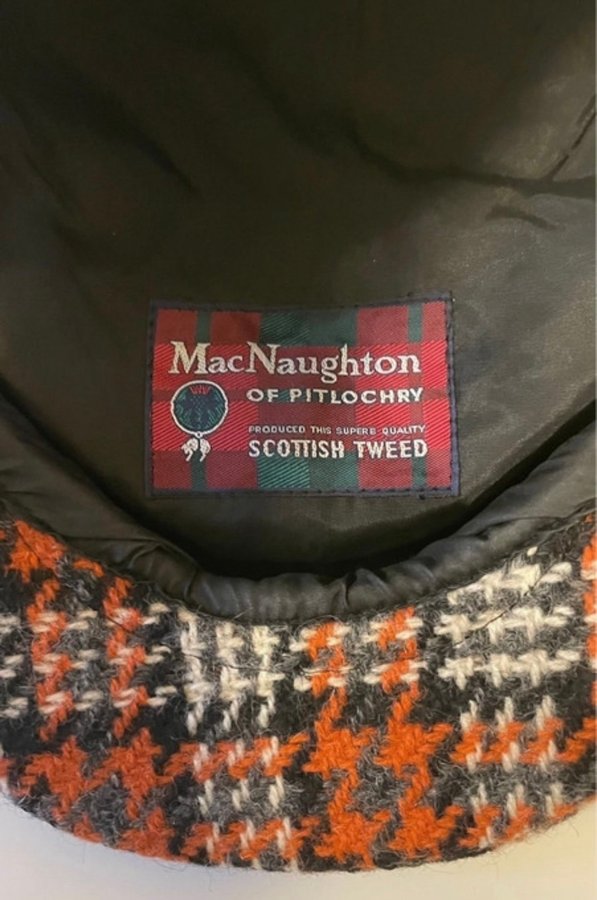 MacNaughton
OF PITLOCHRY
PRODUCED THIS SUPERB QUALITY
SCOTTISH TWEED